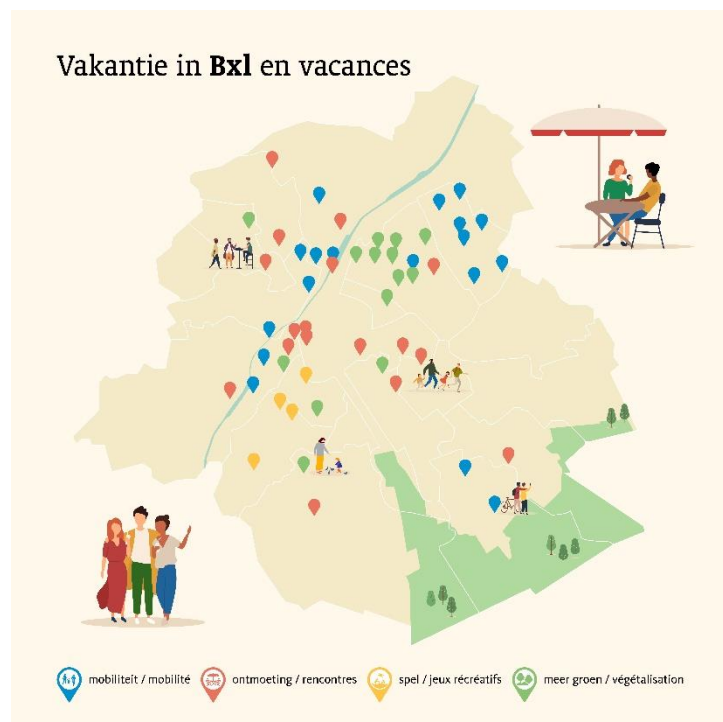 Vakantie in Bxl en vacances
mobiliteit / mobilité
ontmoeting / rencontres
spel / jeux récréatifs
meer groen / végétalisation